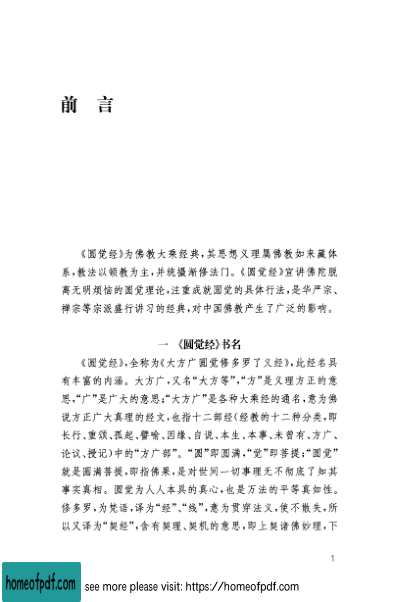 前　言
《圆觉经》为佛教大乘经典,其思想义理属佛教如来藏体
系,教法以顿教为主,并统摄渐修法门。《圆觉经》宣讲佛陀脱
离无明烦恼的圆觉理论,注重成就圆觉的具体行法,是华严宗、
禅宗等宗派盛行讲习的经典,对中国佛教产生了广泛的影响。
一　《圆觉经》书名
《圆觉经》,全称为《大方广圆觉修多罗了义经》,此经名具
有丰富的内涵。大方广,又名“大方等”,“方”是义理方正的意
思,“广”是广大的意思;“大方广”是各种大乘经的通名,意为佛
说方正广大真理的经文,也指十二部经(经教的十二种分类,即
长行、重颂、孤起、譬喻、因缘、自说、本生、本事、未曾有、方广、
论议、授记)中的“方广部”。“圆”即圆满,“觉”即菩提;“圆觉”
就是圆满菩提,即指佛果,是对世间一切事理无不彻底了知其
事实真相。圆觉为人人本具的真心,也是万法的平等真如性。
修多罗,为梵语,译为“经”、“线”,意为贯穿法义,使不散失,所
以又译为“契经”,含有契理、契机的意思,即上契诸佛妙理,下
1
homeofpdf.com
see more please visit: https://homeofpdf.com